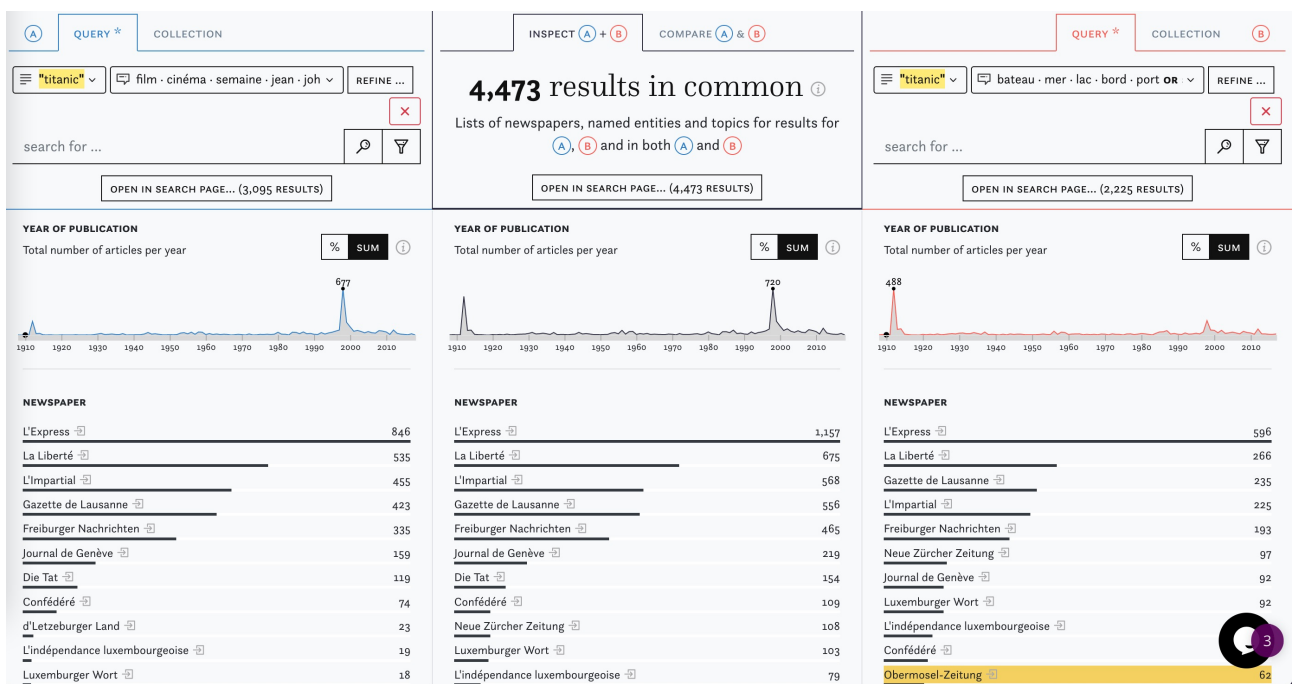 A
QUERY *
COLLECTION
"titanic"
film · cinéma · semaine · jean · joh
REFINE ...
search for ...
OPEN IN SEARCH PAGE... (3,095 RESULTS)
YEAR OF PUBLICATION
Total number of articles per year
%
SUM
677
1910 1920 1930 1940 1950 1960 1970 1980 1990 2000 2010
NEWSPAPER
L'Express 846
La Liberté 535
L'Impartial 455
Gazette de Lausanne 423
Freiburger Nachrichten 335
Journal de Genève 159
Die Tat 119
Confédéré 74
d'Letzeburger Land 23
L'indépendance luxembourgeoise 19
Luxemburger Wort 18
INSPECT A + B
COMPARE A & B
4,473 results in common
Lists of newspapers, named entities and topics for results for
A, B and in both A and B
OPEN IN SEARCH PAGE... (4,473 RESULTS)
YEAR OF PUBLICATION
Total number of articles per year
%
SUM
720
1910 1920 1930 1940 1950 1960 1970 1980 1990 2000 2010
NEWSPAPER
L'Express 1,157
La Liberté 675
L'Impartial 568
Gazette de Lausanne 556
Freiburger Nachrichten 465
Journal de Genève 219
Die Tat 154
Confédéré 109
Neue Zürcher Zeitung 108
Luxemburger Wort 103
L'indépendance luxembourgeoise 79
QUERY *
COLLECTION
B
"titanic"
bateau · mer · lac · bord · port OR
REFINE ...
search for ...
OPEN IN SEARCH PAGE... (2,225 RESULTS)
YEAR OF PUBLICATION
Total number of articles per year
%
SUM
488
1910 1920 1930 1940 1950 1960 1970 1980 1990 2000 2010
NEWSPAPER
L'Express 596
La Liberté 266
Gazette de Lausanne 235
L'Impartial 225
Freiburger Nachrichten 193
Neue Zürcher Zeitung 97
Journal de Genève 92
Luxemburger Wort 92
L'indépendance luxembourgeoise
Confédéré
Obermosel-Zeitung 62
3